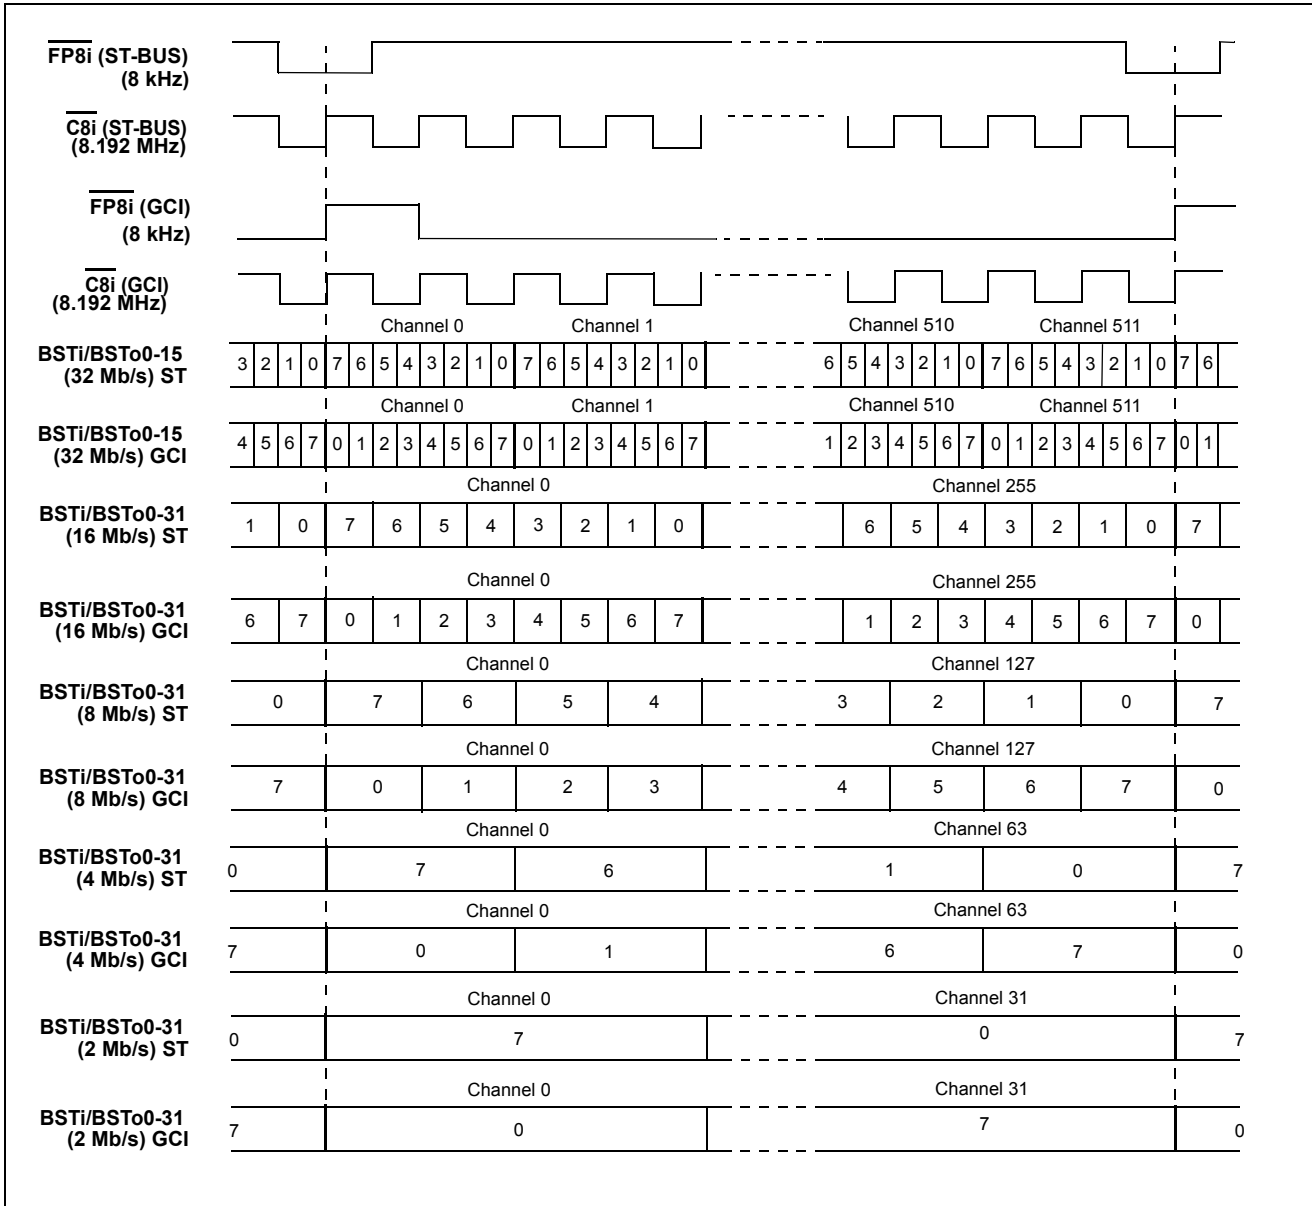 FP8i (ST-BUS)
(8 kHz)
C8i (ST-BUS)
(8.192 MHz)
FP8i (GCI)
(8 kHz)
C8i (GCI)
(8.192 MHz)
Channel 0 Channel 1 Channel 510 Channel 511
BSTi/BSTo0-15
(32 Mb/s) ST
3 2 1 0 7 6 5 4 3 2 1 0 7 6 5 4 3 2 1 0 6 5 4 3 2 1 0 7 6 5 4 3 2 1 0 7 6
Channel 0 Channel 1 Channel 510 Channel 511
BSTi/BSTo0-15
(32 Mb/s) GCI
4 5 6 7 0 1 2 3 4 5 6 7 0 1 2 3 4 5 6 7 1 2 3 4 5 6 7 0 1 2 3 4 5 6 7 0 1
Channel 0 Channel 255
BSTi/BSTo0-31
(16 Mb/s) ST
1 0 7 6 5 4 3 2 1 0 6 5 4 3 2 1 0 7
Channel 0 Channel 255
BSTi/BSTo0-31
(16 Mb/s) GCI
6 7 0 1 2 3 4 5 6 7 1 2 3 4 5 6 7 0
Channel 0 Channel 127
BSTi/BSTo0-31
(8 Mb/s) ST
0 7 6 5 4 3 2 1 0 7
Channel 0 Channel 127
BSTi/BSTo0-31
(8 Mb/s) GCI
7 0 1 2 3 4 5 6 7 0
Channel 0 Channel 63
BSTi/BSTo0-31
(4 Mb/s) ST
0 7 6 1 0 7
Channel 0 Channel 63
BSTi/BSTo0-31
(4 Mb/s) GCI
7 0 1 6 7 0
Channel 0 Channel 31
BSTi/BSTo0-31
(2 Mb/s) ST
0 7 0 7
Channel 0 Channel 31
BSTi/BSTo0-31
(2 Mb/s) GCI
7 0 7 0